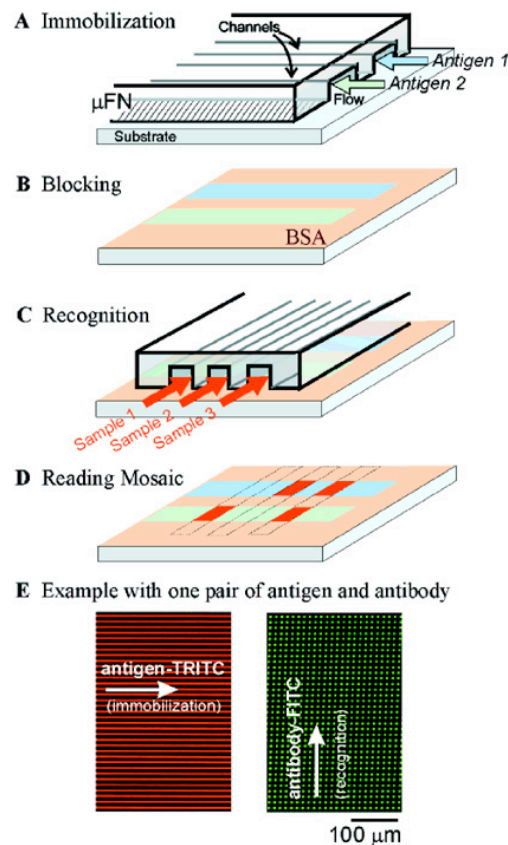 A Immobilization
Channels
Antigen 1
Antigen 2
Flow
μFN
Substrate
B Blocking
BSA
C Recognition
Sample 1
Sample 2
Sample 3
D Reading Mosaic
E Example with one pair of antigen and antibody
antigen-TRITC
(immobilization)
antibody-FITC
(recognition)
100 μm